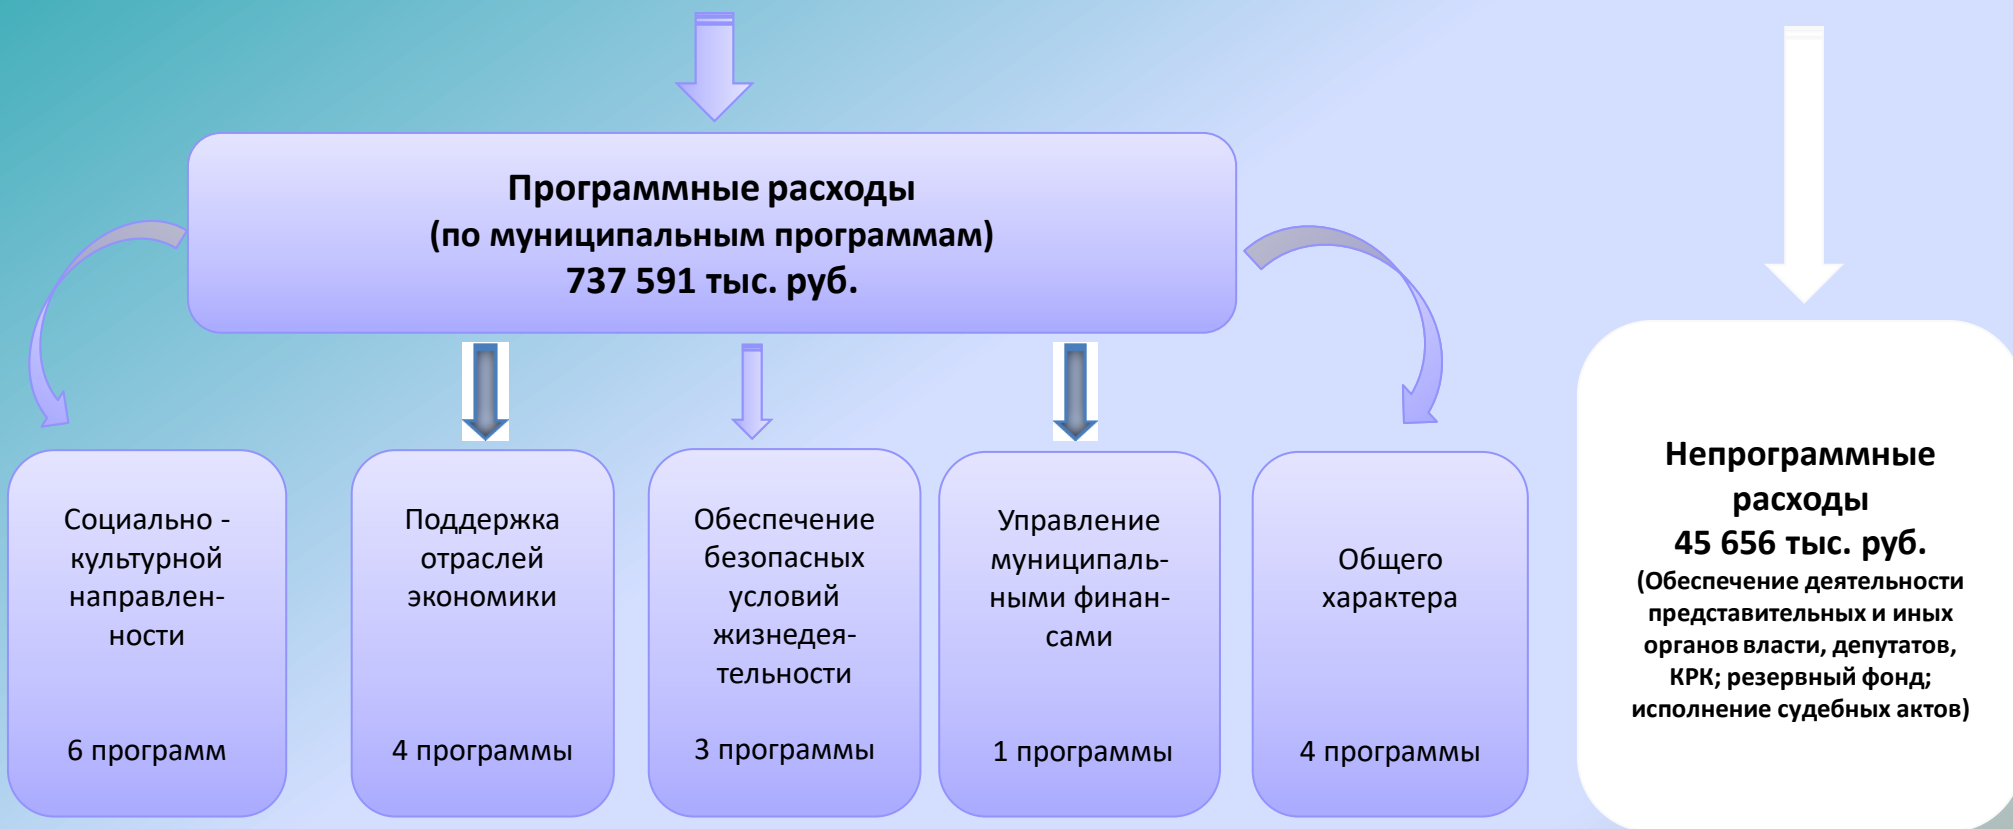 Программные расходы
(по муниципальным программам)
737 591 тыс. руб.
Социально -
культурной
направлен-
ности
6 программ
Поддержка
отраслей
экономики
4 программы
Обеспечение
безопасных
условий
жизнедея-
тельности
3 программы
Управление
муниципаль-
ными финан-
сами
1 программы
Общего
характера
4 программы
Непрограммные
расходы
45 656 тыс. руб.
(Обеспечение деятельности
представительных и иных
органов власти, депутатов,
КРК; резервный фонд;
исполнение судебных актов)